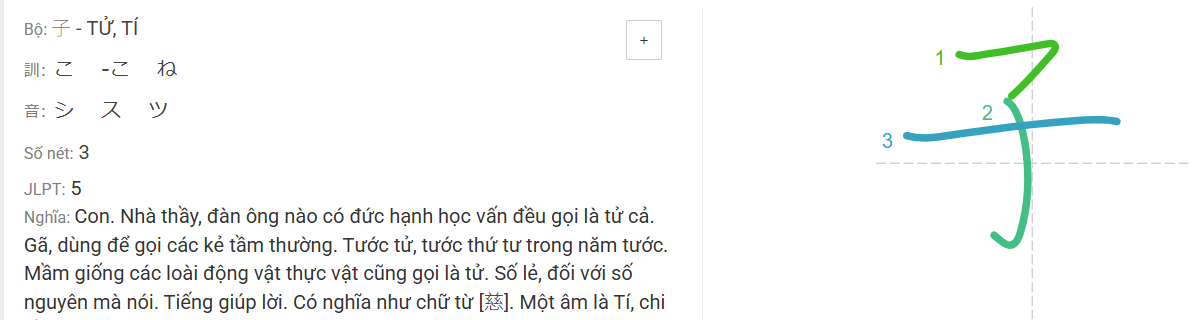 Bộ: 子 - TỬ, TÍ
+
訓: こ -こ ね
音: シ ス ツ
Số nét: 3
JLPT: 5
Nghĩa: Con. Nhà thầy, đàn ông nào có đức hạnh học vấn đều gọi là tử cả.
Gã, dùng để gọi các kẻ tầm thường. Tước tử, tước thứ tư trong năm tước.
Mầm giống các loài động vật thực vật cũng gọi là tử. Số lẻ, đối với số
nguyên mà nói. Tiếng giúp lời. Có nghĩa như chữ từ [慈]. Một âm là Tí, chi
子
1
2
3